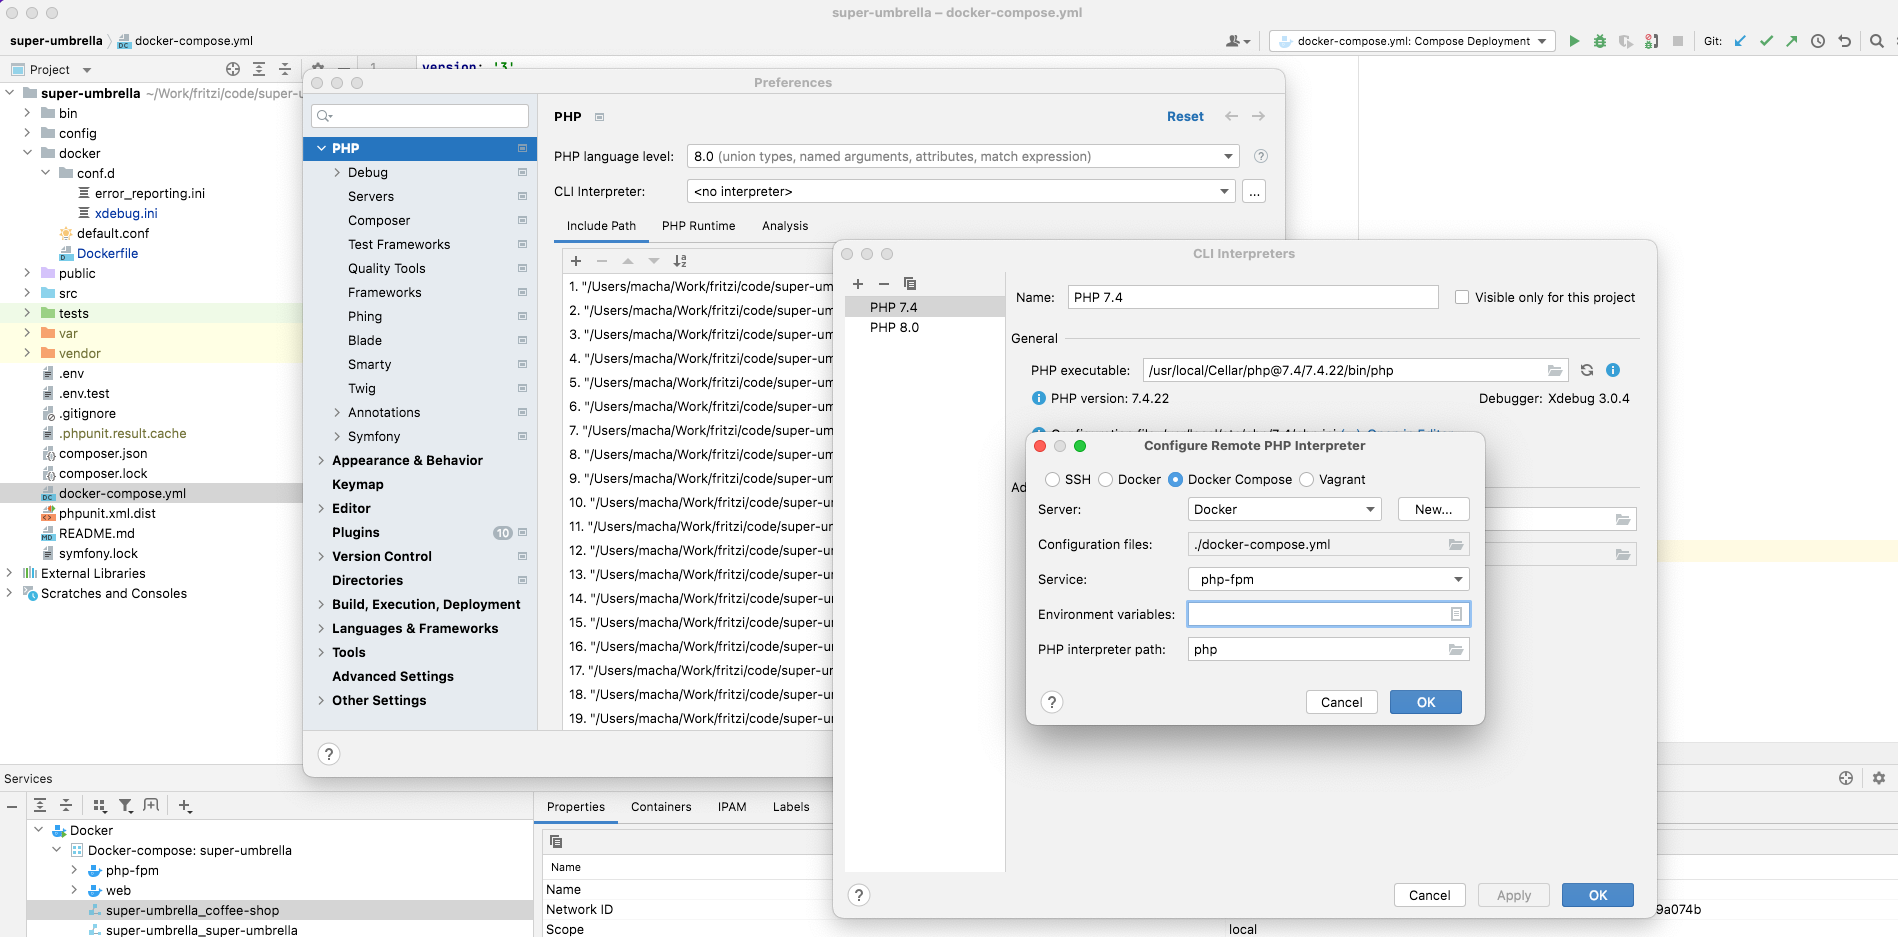 super-umbrella – docker-compose.yml
super-umbrella
docker-compose.yml
docker-compose.yml: Compose Deployment
Git:
Project
1
version: '3'
super-umbrella ~/Work/fritzi/code/super-u
bin
config
docker
conf.d
error_reporting.ini
xdebug.ini
default.conf
Dockerfile
public
src
tests
var
vendor
.env
.env.test
.gitignore
.phpunit.result.cache
composer.json
composer.lock
docker-compose.yml
phpunit.xml.dist
README.md
symfony.lock
External Libraries
Scratches and Consoles
Preferences
PHP
Debug
Servers
Composer
Test Frameworks
Quality Tools
Frameworks
Phing
Blade
Smarty
Twig
Annotations
Symfony
Appearance & Behavior
Keymap
Editor
Plugins 10
Version Control
Directories
Build, Execution, Deployment
Languages & Frameworks
Tools
Advanced Settings
Other Settings
?
PHP
Reset
PHP language level: 8.0 (union types, named arguments, attributes, match expression) ?
CLI Interpreter: <no interpreter> ...
Include Path PHP Runtime Analysis
1. "/Users/macha/Work/fritzi/code/super-um
2. "/Users/macha/Work/fritzi/code/super-um
3. "/Users/macha/Work/fritzi/code/super-um
4. "/Users/macha/Work/fritzi/code/super-um
5. "/Users/macha/Work/fritzi/code/super-um
6. "/Users/macha/Work/fritzi/code/super-um
7. "/Users/macha/Work/fritzi/code/super-um
8. "/Users/macha/Work/fritzi/code/super-um
9. "/Users/macha/Work/fritzi/code/super-um
10. "/Users/macha/Work/fritzi/code/super-u
11. "/Users/macha/Work/fritzi/code/super-u
12. "/Users/macha/Work/fritzi/code/super-u
13. "/Users/macha/Work/fritzi/code/super-u
14. "/Users/macha/Work/fritzi/code/super-u
15. "/Users/macha/Work/fritzi/code/super-u
16. "/Users/macha/Work/fritzi/code/super-u
17. "/Users/macha/Work/fritzi/code/super-u
18. "/Users/macha/Work/fritzi/code/super-u
19. "/Users/macha/Work/fritzi/code/super-u
CLI Interpreters
PHP 7.4
PHP 8.0
Name: PHP 7.4 Visible only for this project
General
PHP executable: /usr/local/Cellar/php@7.4/7.4.22/bin/php
PHP version: 7.4.22 Debugger: Xdebug 3.0.4
Ad
Configure Remote PHP Interpreter
SSH Docker Docker Compose Vagrant
Server: Docker New...
Configuration files: ./docker-compose.yml
Service: php-fpm
Environment variables:
PHP interpreter path: php
? Cancel OK
? Cancel Apply OK
Services
Docker
Docker-compose: super-umbrella
php-fpm
web
super-umbrella_coffee-shop
super-umbrella_super-umbrella
Properties Containers IPAM Labels
Name
Name
Network ID 9a074b
Scope local